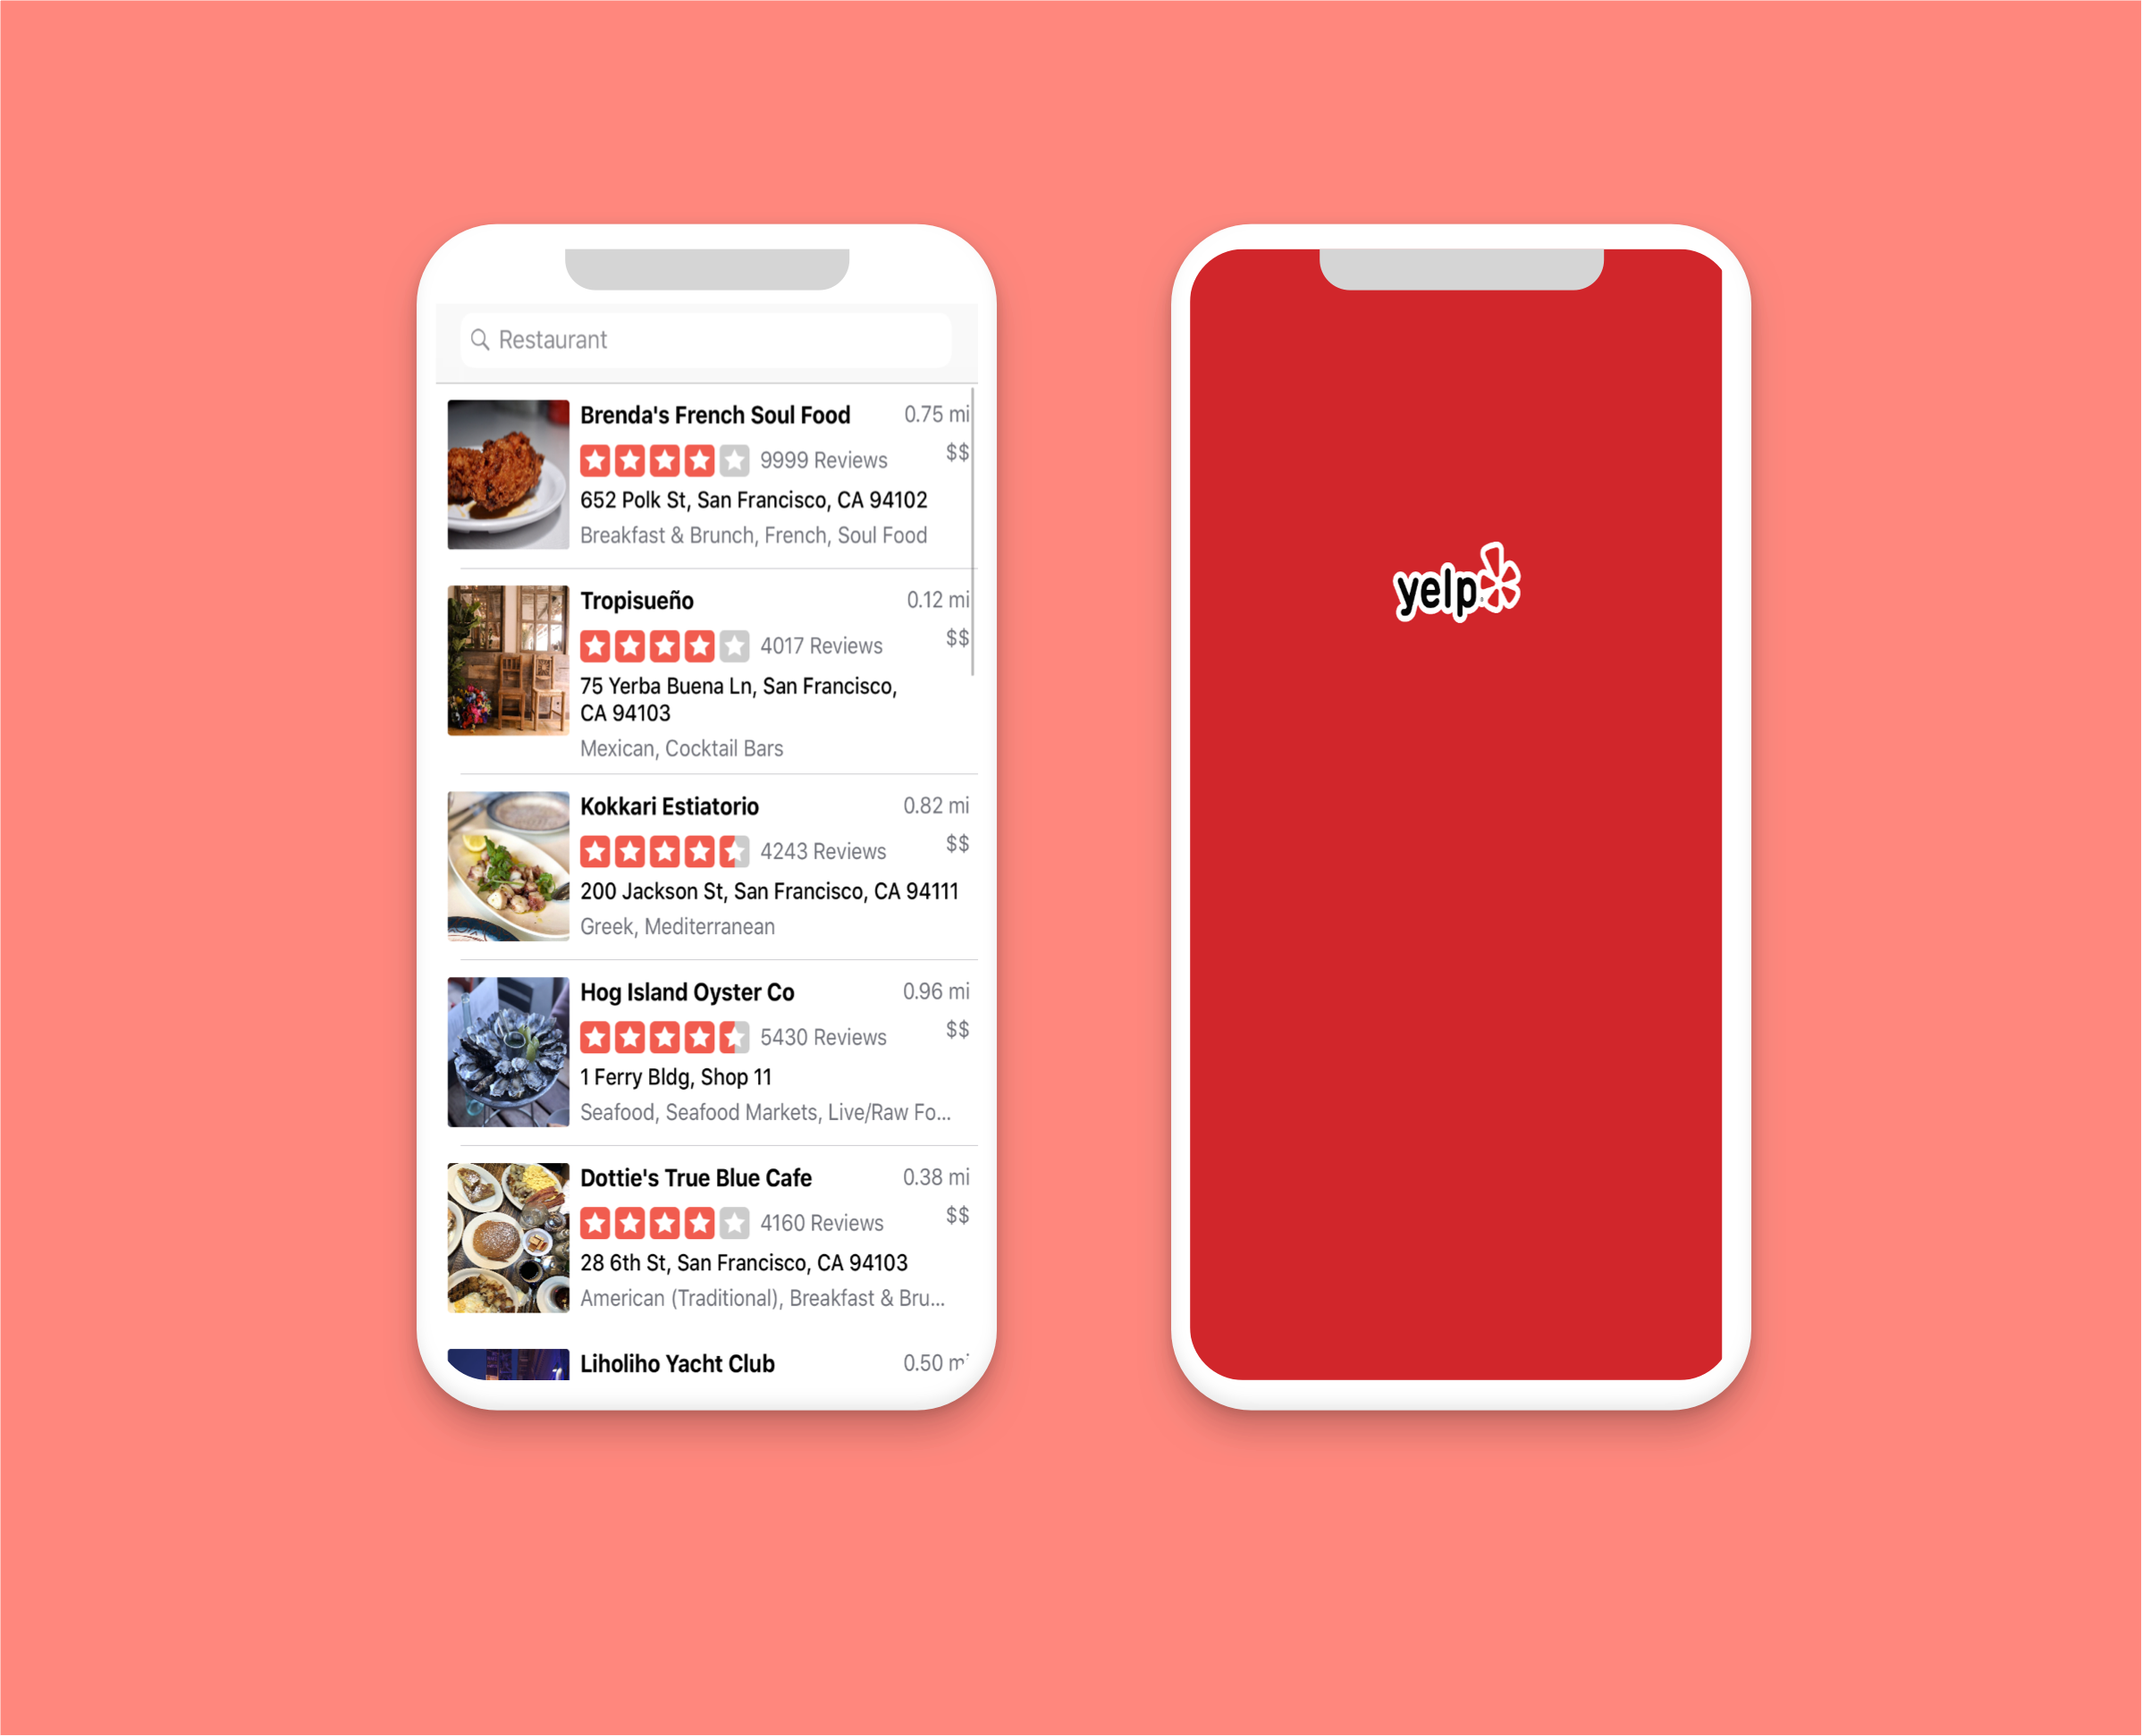 Restaurant
Brenda's French Soul Food 0.75 mi
9999 Reviews $$
652 Polk St, San Francisco, CA 94102
Breakfast & Brunch, French, Soul Food
Tropisueño 0.12 mi
4017 Reviews $$
75 Yerba Buena Ln, San Francisco,
CA 94103
Mexican, Cocktail Bars
Kokkari Estiatorio 0.82 mi
4243 Reviews $$
200 Jackson St, San Francisco, CA 94111
Greek, Mediterranean
Hog Island Oyster Co 0.96 mi
5430 Reviews $$
1 Ferry Bldg, Shop 11
Seafood, Seafood Markets, Live/Raw Fo...
Dottie's True Blue Cafe 0.38 mi
4160 Reviews $$
28 6th St, San Francisco, CA 94103
American (Traditional), Breakfast & Bru...
Liholiho Yacht Club 0.50 mi
yelp